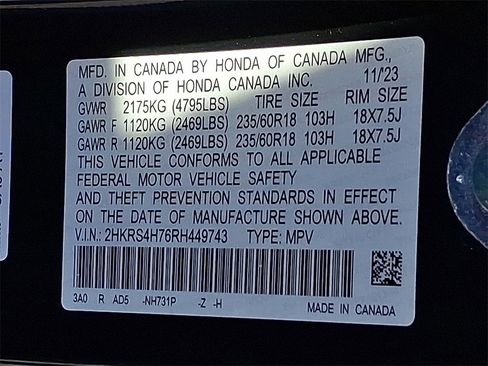 MFD. IN CANADA BY HONDA OF CANADA MFG.,
A DIVISION OF HONDA CANADA INC. 11/'23
GVWR 2175KG (4795LBS) TIRE SIZE RIM SIZE
GAWR F 1120KG (2469LBS) 235/60R18 103H 18X7.5J
GAWR R 1120KG (2469LBS) 235/60R18 103H 18X7.5J
THIS VEHICLE CONFORMS TO ALL APPLICABLE
FEDERAL MOTOR VEHICLE SAFETY
AND THEFT PREVENTION STANDARDS IN EFFECT
ON THE DATE OF MANUFACTURE SHOWN ABOVE.
V.I.N.: 2HKRS4H76RH449743 TYPE: MPV
3A0 R AD5 -NH731P -Z -H MADE IN CANADA